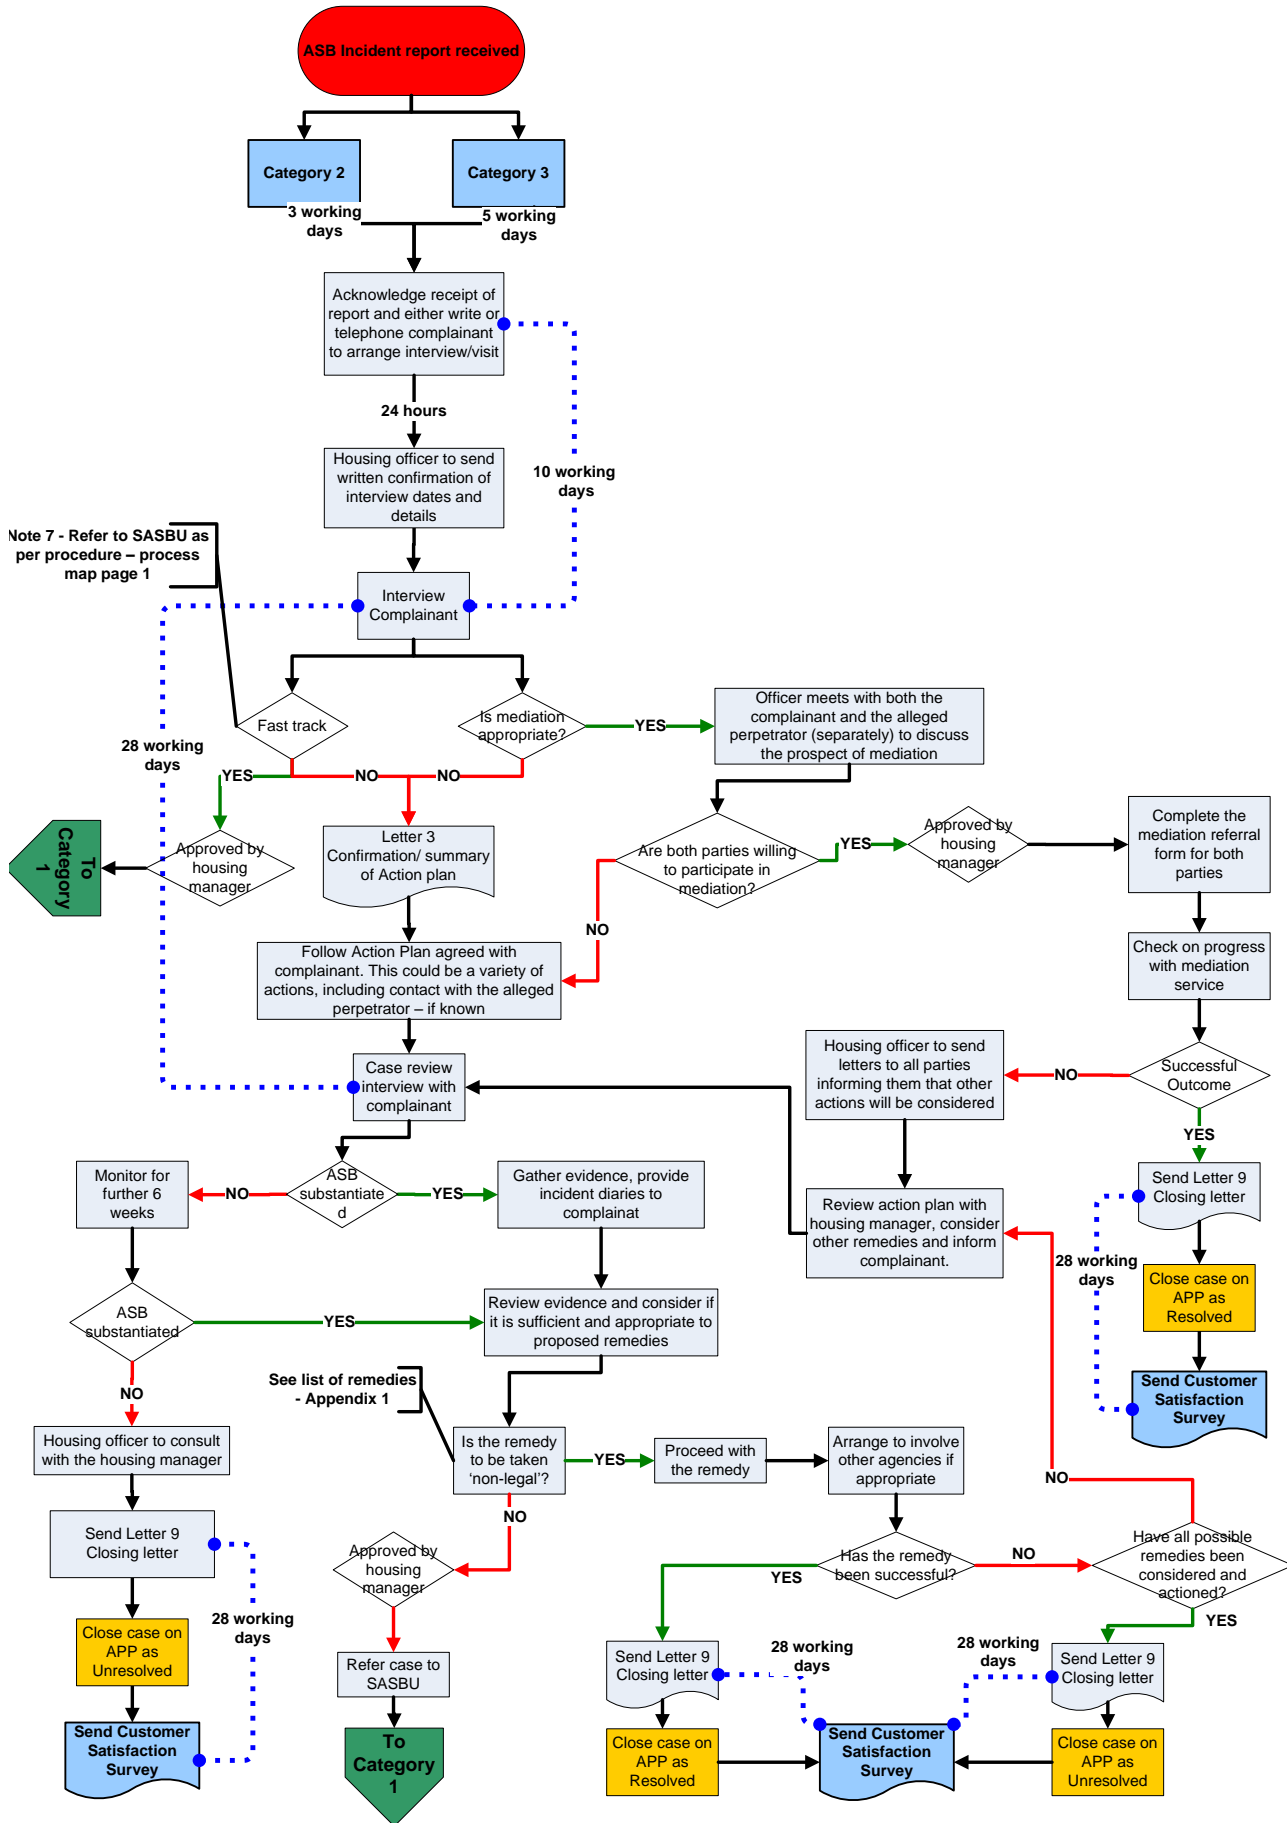 ASB Incident report received
Category 2
Category 3
3 working
days
5 working
days
Acknowledge receipt of
report and either write or
telephone complainant
to arrange interview/visit
24 hours
Housing officer to send
written confirmation of
interview dates and
details
10 working
days
Note 7 - Refer to SASBU as
per procedure – process
map page 1
Interview
Complainant
Fast track
Is mediation
appropriate?
YES
Officer meets with both the
complainant and the alleged
perpetrator (separately) to discuss
the prospect of mediation
28 working
days
YES
NO
NO
To
Category
1
Approved by
housing
manager
Letter 3
Confirmation/ summary
of Action plan
Are both parties willing
to participate in
mediation?
YES
Approved by
housing
manager
Complete the
mediation referral
form for both
parties
NO
Follow Action Plan agreed with
complainant. This could be a variety of
actions, including contact with the alleged
perpetrator – if known
Check on progress
with mediation
service
Case review
interview with
complainant
Housing officer to send
letters to all parties
informing them that other
actions will be considered
NO
Successful
Outcome
YES
Monitor for
further 6
weeks
NO
ASB
substantiate
d
YES
Gather evidence, provide
incident diaries to
complainat
Review action plan with
housing manager, consider
other remedies and inform
complainant.
Send Letter 9
Closing letter
28 working
days
Close case on
APP as
Resolved
Send Customer
Satisfaction
Survey
ASB
substantiated
YES
Review evidence and consider if
it is sufficient and appropriate to
proposed remedies
NO
See list of remedies
- Appendix 1
Housing officer to consult
with the housing manager
Is the remedy
to be taken
‘non-legal’?
YES
Proceed with
the remedy
Arrange to involve
other agencies if
appropriate
NO
NO
Send Letter 9
Closing letter
Approved by
housing
manager
Has the remedy
been successful?
NO
Have all possible
remedies been
considered and
actioned?
YES
YES
28 working
days
Close case on
APP as
Unresolved
Refer case to
SASBU
Send Letter 9
Closing letter
28 working
days
28 working
days
Send Letter 9
Closing letter
Send Customer
Satisfaction
Survey
To
Category
1
Close case on
APP as
Resolved
Send Customer
Satisfaction
Survey
Close case on
APP as
Unresolved